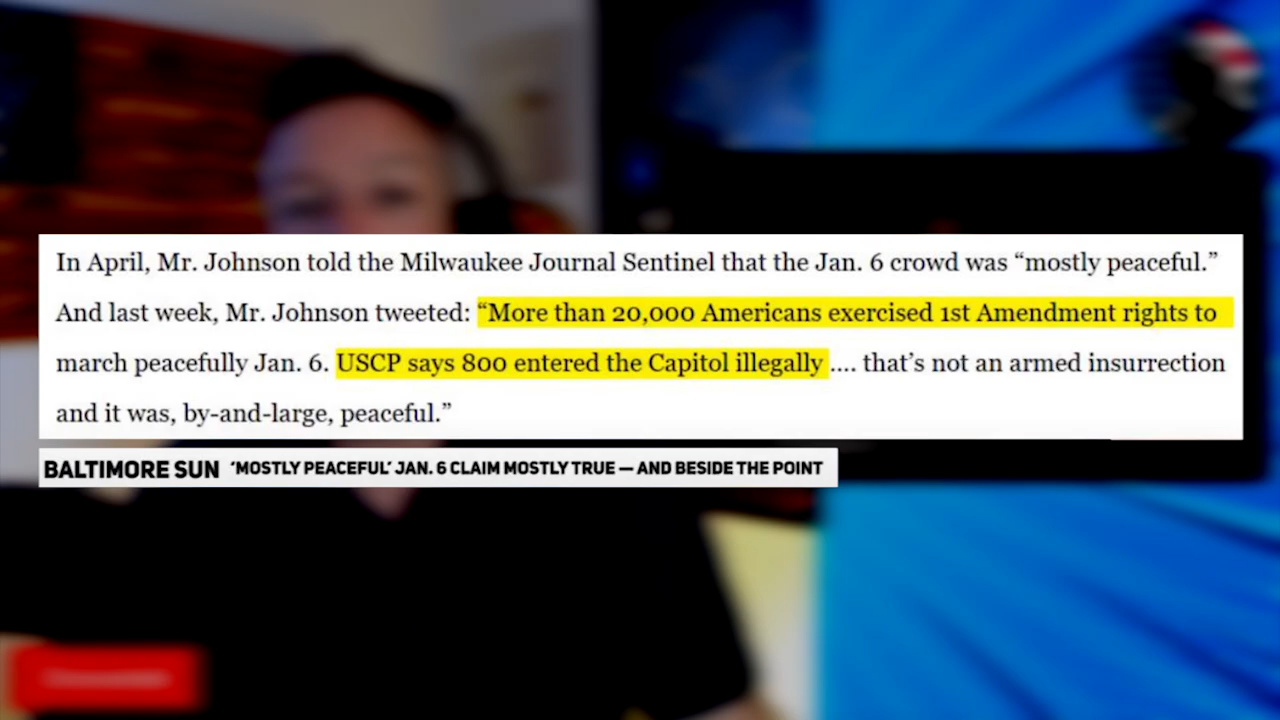 In April, Mr. Johnson told the Milwaukee Journal Sentinel that the Jan. 6 crowd was “mostly peaceful.”
And last week, Mr. Johnson tweeted: “More than 20,000 Americans exercised 1st Amendment rights to
march peacefully Jan. 6. USCP says 800 entered the Capitol illegally .... that’s not an armed insurrection
and it was, by-and-large, peaceful.”
BALTIMORE SUN ‘MOSTLY PEACEFUL’ JAN. 6 CLAIM MOSTLY TRUE — AND BESIDE THE POINT